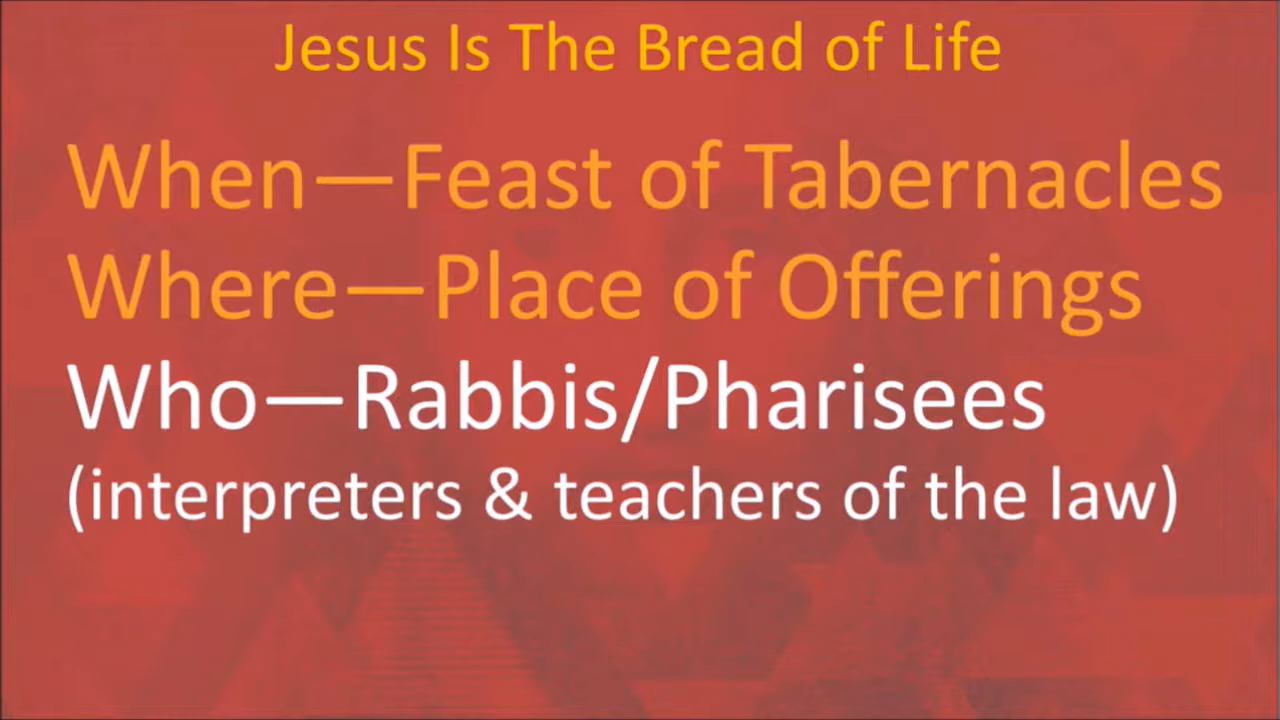 Jesus Is The Bread of Life
When—Feast of Tabernacles
Where—Place of Offerings
Who—Rabbis/Pharisees
(interpreters & teachers of the law)